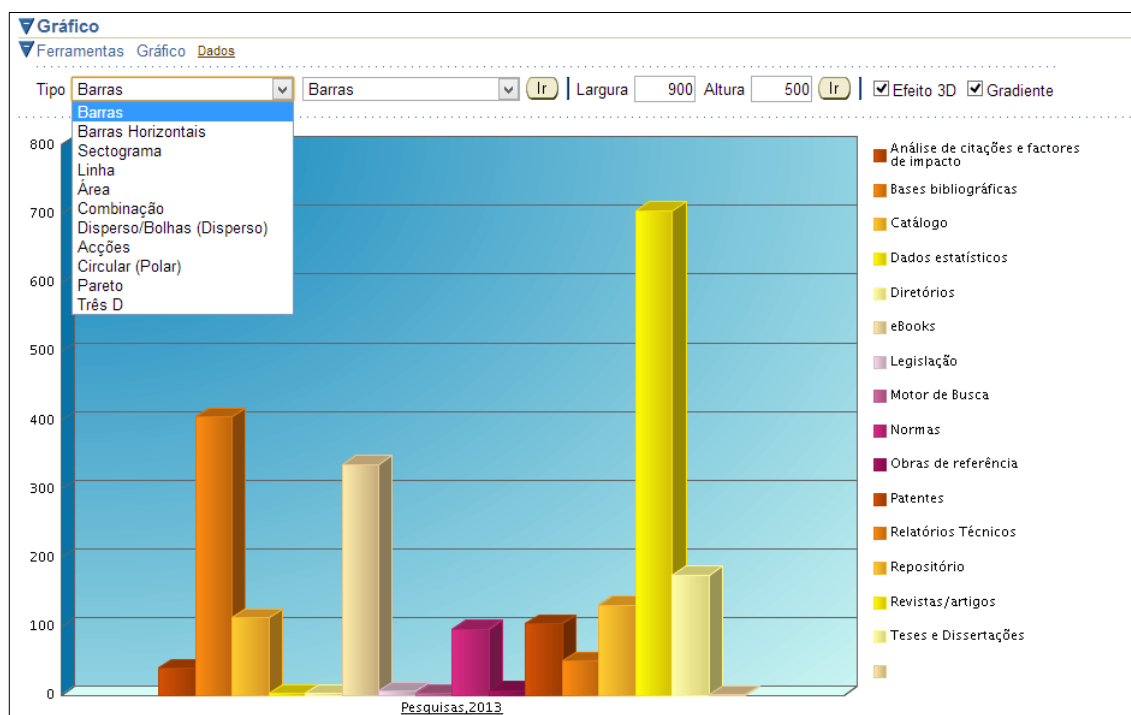 Gráfico
Ferramentas Gráfico Dados
Tipo Barras Barras Ir Largura 900 Altura 500 Ir Efeito 3D Gradiente
Barras
Barras Horizontais
Sectograma
Linha
Área
Combinação
Disperso/Bolhas (Disperso)
Acções
Circular (Polar)
Pareto
Três D
800
700
600
500
400
300
200
100
0
Pesquisas,2013
Análise de citações e factores
de impacto
Bases bibliográficas
Catálogo
Dados estatísticos
Diretórios
eBooks
Legislação
Motor de Busca
Normas
Obras de referência
Patentes
Relatórios Técnicos
Repositório
Revistas/artigos
Teses e Dissertações